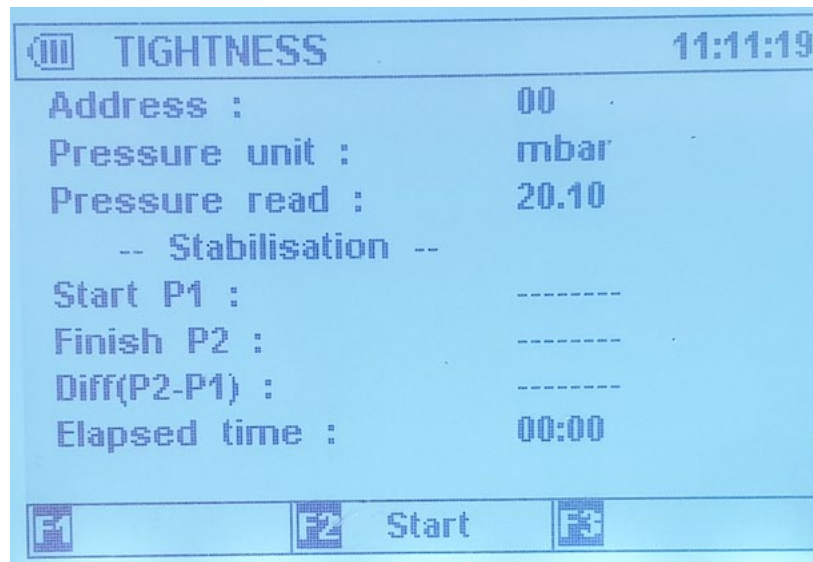 TIGHTNESS 11:11:19
Address : 00
Pressure unit : mbar
Pressure read : 20.10
-- Stabilisation --
Start P1 : --------
Finish P2 : --------
Diff(P2-P1) : --------
Elapsed time : 00:00
F1 F2 Start F3